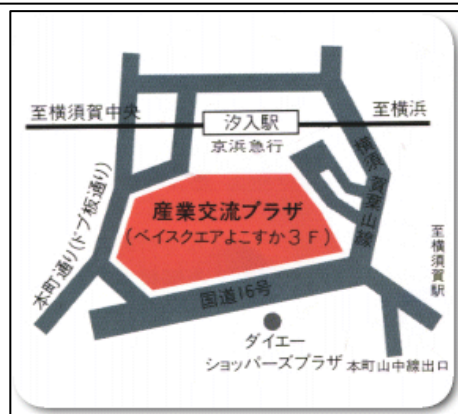 至横須賀中央
汐入駅
至横浜
京浜急行
横須賀葉山線
産業交流プラザ
(ベイスクエアよこすか3F)
本町通り(ドブ板通り)
至横須賀駅
国道16号
ダイエー
ショッパーズプラザ
本町山中線出口